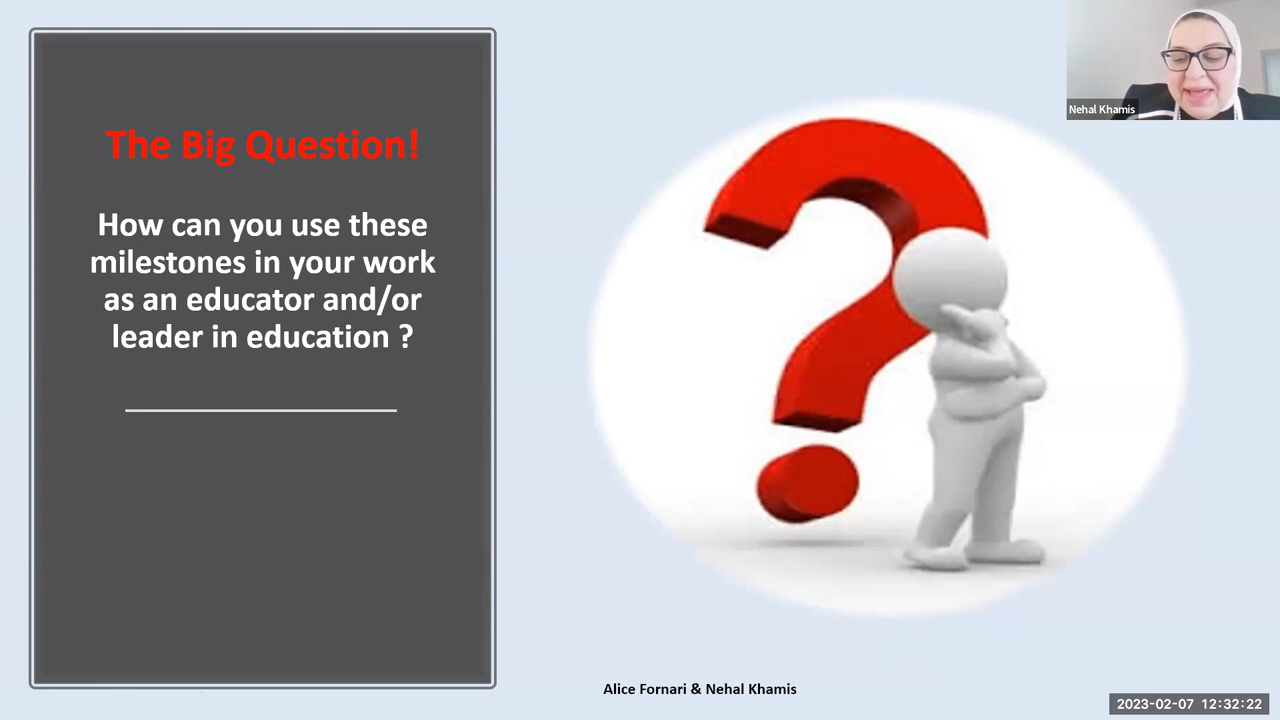 The Big Question!
How can you use these
milestones in your work
as an educator and/or
leader in education ?
Nehal Khamis
Alice Fornari & Nehal Khamis
2023-02-07 12:32:22